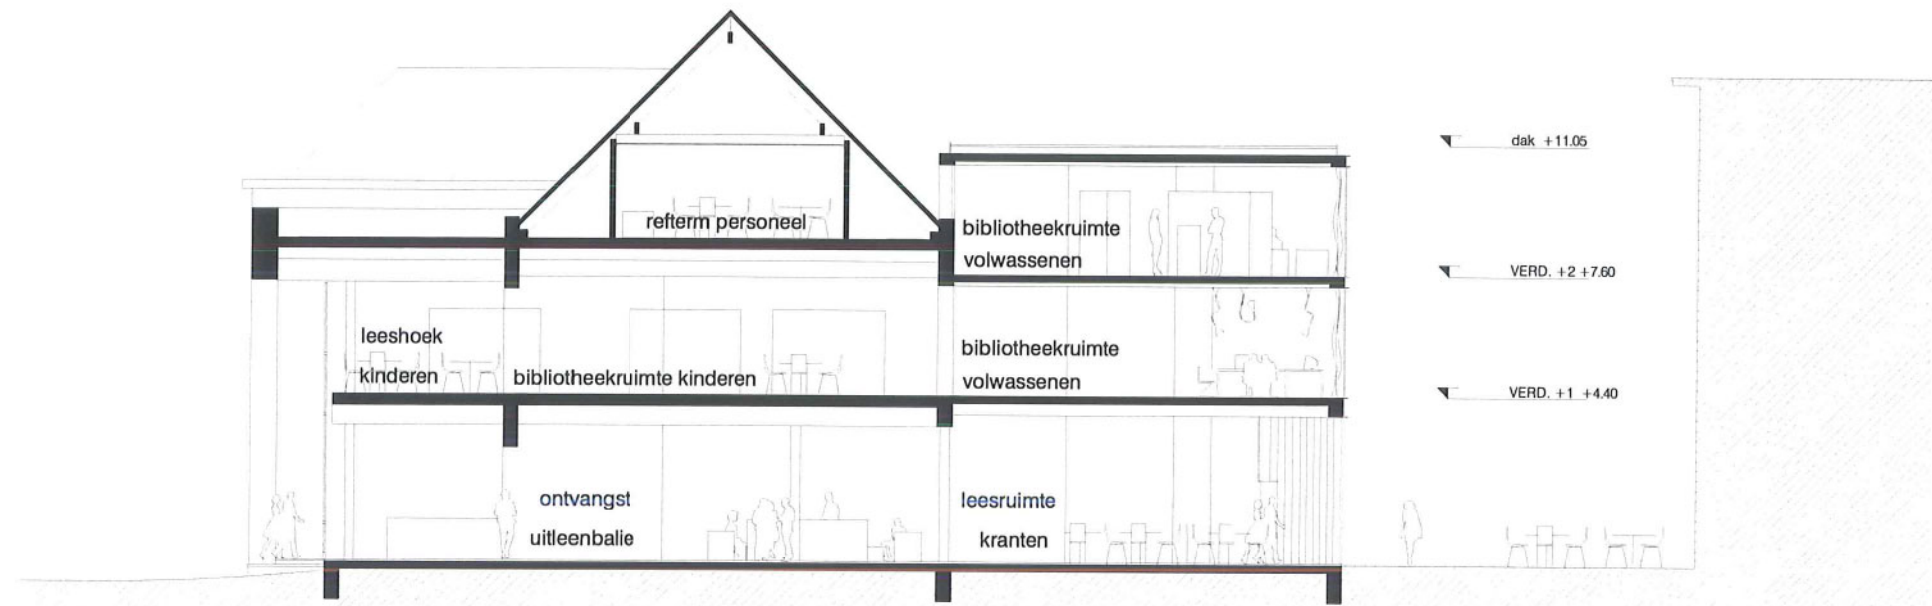 dak +11.05
refterm personeel
bibliotheekruimte
volwassenen
VERD. +2 +7.60
leeshoek
kinderen
bibliotheekruimte kinderen
bibliotheekruimte
volwassenen
VERD. +1 +4.40
ontvangst
uitleenbalie
leesruimte
kranten